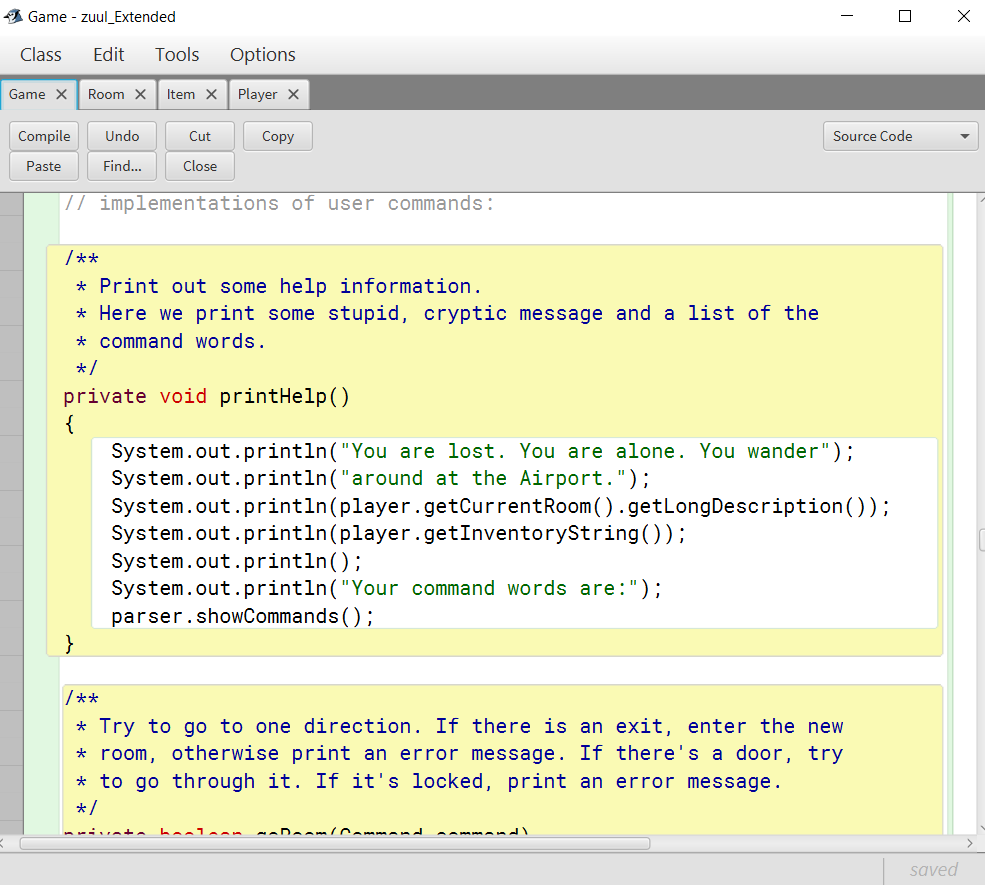 Game - zuul_Extended
Class Edit Tools Options
Game Room Item Player
Compile Undo Cut Copy Source Code
Paste Find... Close
// implementations of user commands:
/**
* Print out some help information.
* Here we print some stupid, cryptic message and a list of the
* command words.
*/
private void printHelp()
{
System.out.println("You are lost. You are alone. You wander");
System.out.println("around at the Airport.");
System.out.println(player.getCurrentRoom().getLongDescription());
System.out.println(player.getInventoryString());
System.out.println();
System.out.println("Your command words are:");
parser.showCommands();
}
/**
* Try to go to one direction. If there is an exit, enter the new
* room, otherwise print an error message. If there's a door, try
* to go through it. If it's locked, print an error message.
*/
private boolean goRoom(Command command)
saved